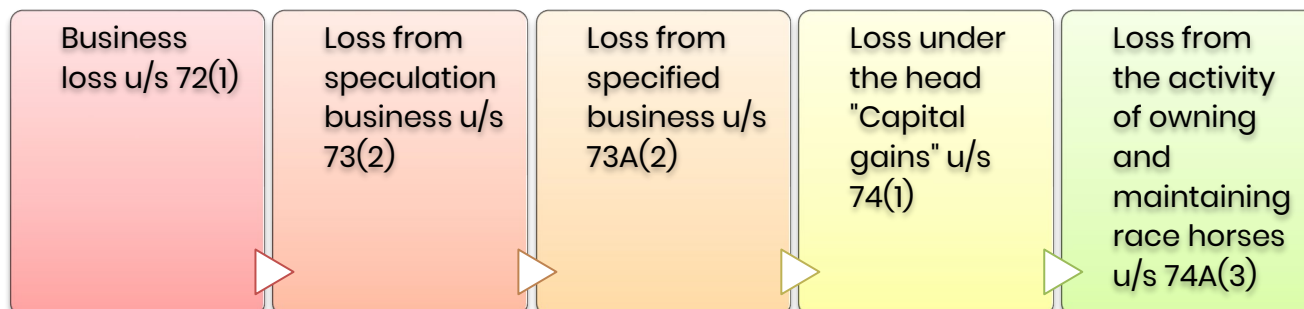 Business
loss u/s 72(1)
Loss from
speculation
business u/s
73(2)
Loss from
specified
business u/s
73A(2)
Loss under
the head
"Capital
gains" u/s
74(1)
Loss from
the activity
of owning
and
maintaining
race horses
u/s 74A(3)